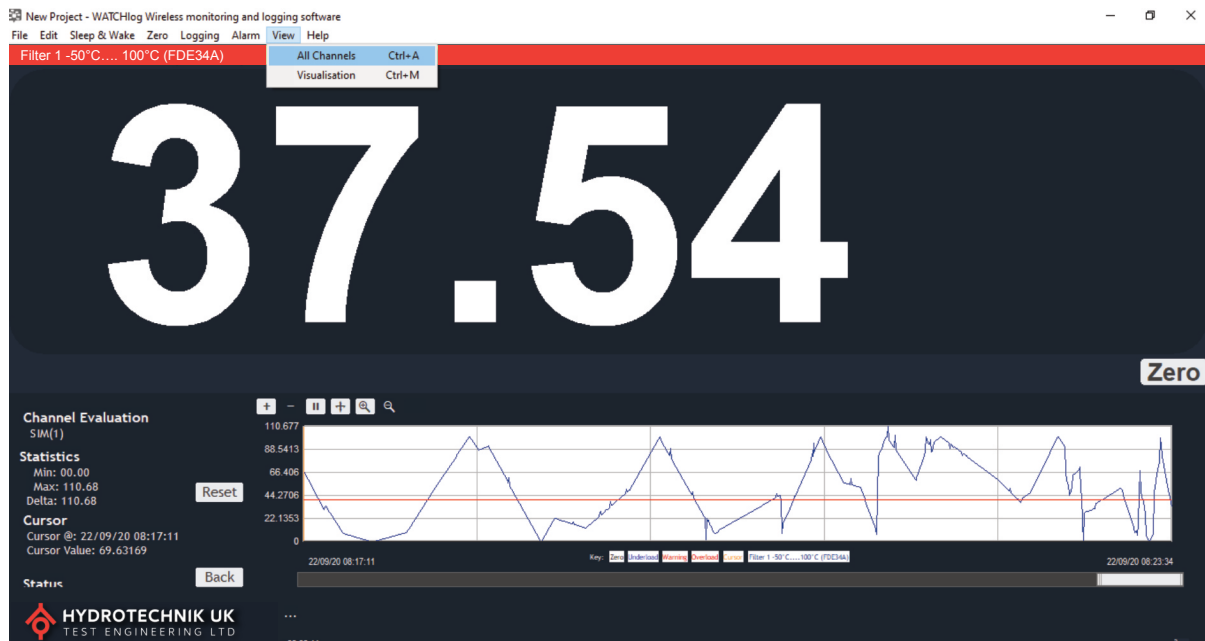 New Project - WATCHlog Wireless monitoring and logging software
File Edit Sleep & Wake Zero Logging Alarm View Help
Filter 1 -50°C.... 100°C (FDE34A)
All Channels Ctrl+A
Visualisation Ctrl+M
37.54
Zero
Channel Evaluation
SIM(1)
Statistics
Min: 00.00
Max: 110.68
Delta: 110.68
Reset
Cursor
Cursor @: 22/09/20 08:17:11
Cursor Value: 69.63169
Status
Back
110.677
88.5413
66.406
44.2706
22.1353
0
22/09/20 08:17:11
Key: Zero Underload Warning Overload Cursor Filter 1 -50°C....100°C (FDE34A)
22/09/20 08:23:34
HYDROTECHNIK UK
TEST ENGINEERING LTD
...